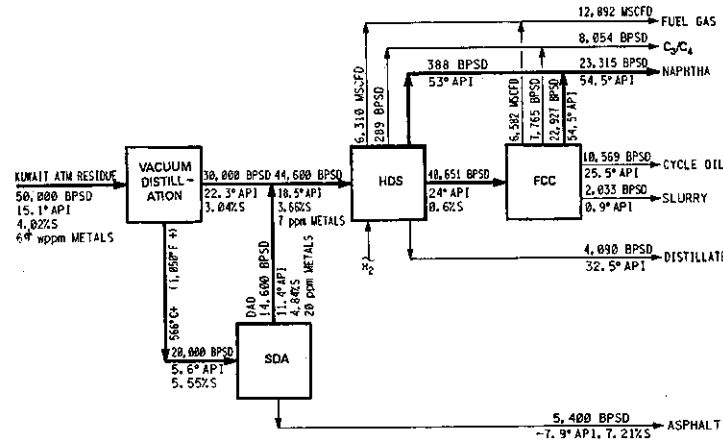 12,892 MSCFD
FUEL GAS
8,054 BPSD
C3/C4
388 BPSD
23,315 BPSD
NAPHTHA
53° API
54.5° API
6,310 MSCFD
289 BPSD
6,582 MSCFD
7,765 BPSD
22,927 BPSD
54.5° API
KUWAIT ATM RESIDUE
50,000 BPSD
15.1° API
4.02%S
69 wppm METALS
VACUUM
DISTILL-
ATION
30,000 BPSD
22.3° API
3.04%S
44,600 BPSD
18.5° API
3.66%S
7 ppm METALS
HDS
H2
40,651 BPSD
24° API
0.6%S
FCC
10,569 BPSD
CYCLE OIL
25.5° API
2,033 BPSD
SLURRY
0.9° API
4,090 BPSD
DISTILLATE
32.5° API
566°C+ (1,050°F +)
DAO
14,600 BPSD
11.4° API
4.84%S
20 ppm METALS
20,000 BPSD
5.6° API
5.55%S
SDA
5,400 BPSD
ASPHALT
-7.9° API, 7.21%S